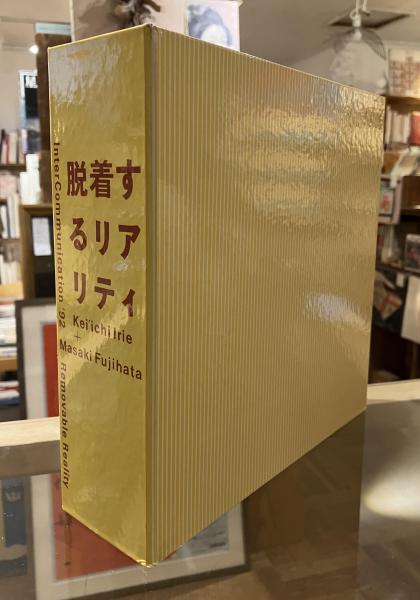 脱着す
るリア
リティ
Kei'ichi Irie
+
Masaki Fujihata
InterCommunication '92 Removable Reality